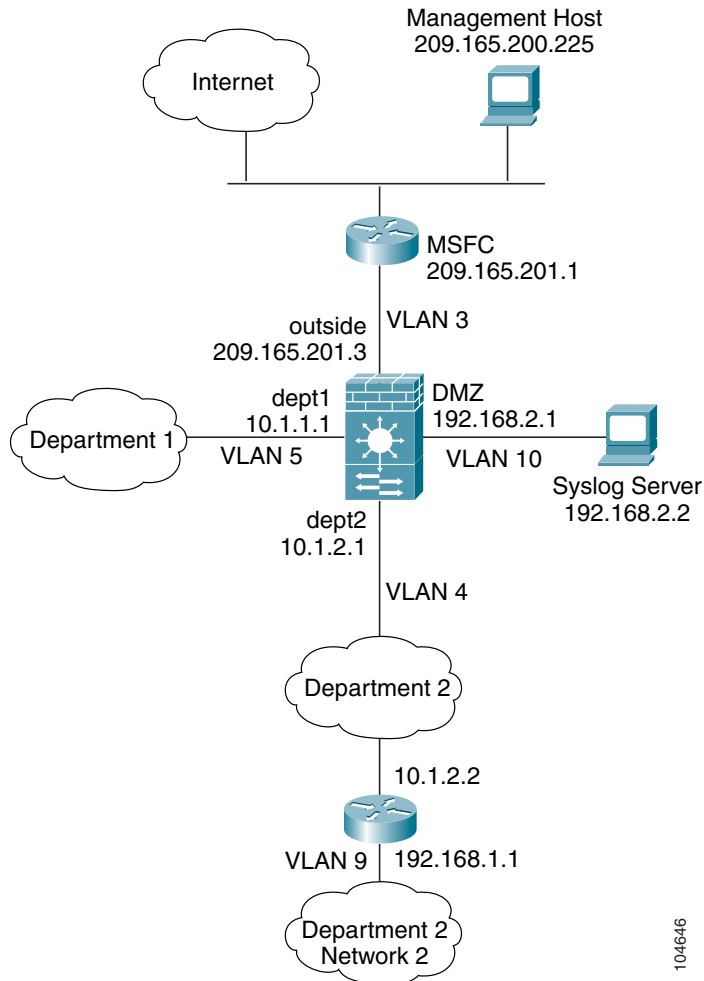 Management Host
209.165.200.225
Internet
MSFC
209.165.201.1
VLAN 3
outside
209.165.201.3
dept1
10.1.1.1
DMZ
192.168.2.1
Department 1
VLAN 5
VLAN 10
Syslog Server
192.168.2.2
dept2
10.1.2.1
VLAN 4
Department 2
10.1.2.2
VLAN 9
192.168.1.1
Department 2
Network 2
104646